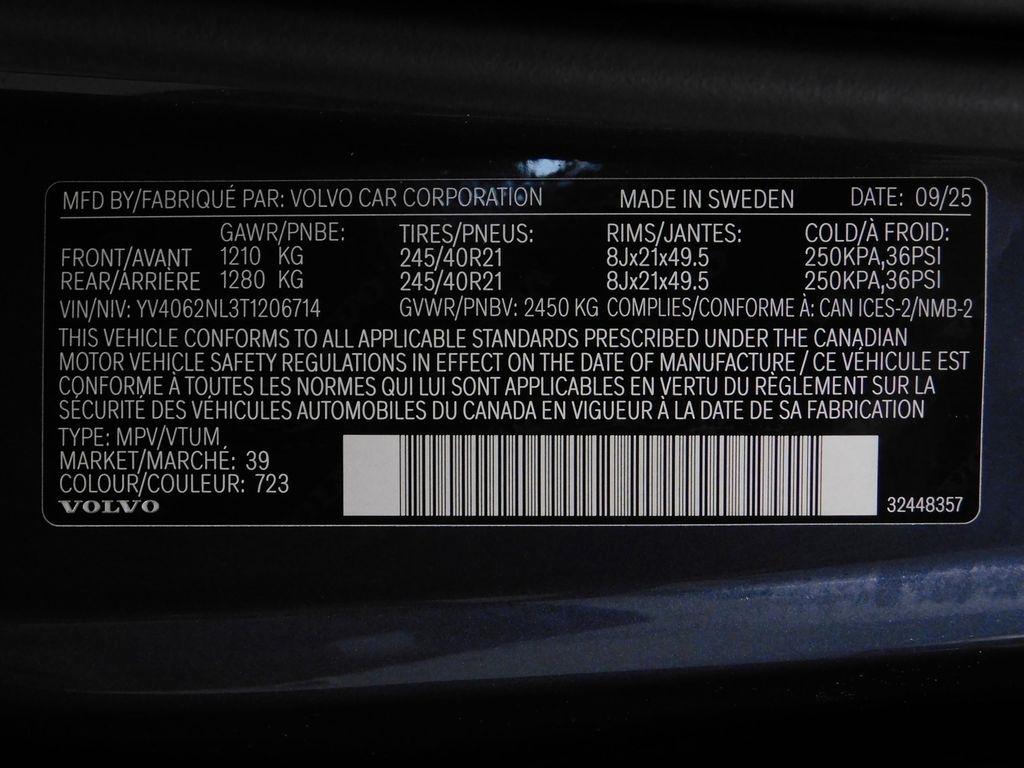 MFD BY/FABRIQUÉ PAR: VOLVO CAR CORPORATION MADE IN SWEDEN DATE: 09/25
GAWR/PNBE: TIRES/PNEUS: RIMS/JANTES: COLD/À FROID:
FRONT/AVANT 1210 KG 245/40R21 8Jx21x49.5 250KPA,36PSI
REAR/ARRIÈRE 1280 KG 245/40R21 8Jx21x49.5 250KPA,36PSI
VIN/NIV: YV4062NL3T1206714 GVWR/PNBV: 2450 KG COMPLIES/CONFORME À: CAN ICES-2/NMB-2
THIS VEHICLE CONFORMS TO ALL APPLICABLE STANDARDS PRESCRIBED UNDER THE CANADIAN
MOTOR VEHICLE SAFETY REGULATIONS IN EFFECT ON THE DATE OF MANUFACTURE / CE VÉHICULE EST
CONFORME À TOUTES LES NORMES QUI LUI SONT APPLICABLES EN VERTU DU RÈGLEMENT SUR LA
SÉCURITÉ DES VÉHICULES AUTOMOBILES DU CANADA EN VIGUEUR À LA DATE DE SA FABRICATION
TYPE: MPV/VTUM
MARKET/MARCHÉ: 39
COLOUR/COULEUR: 723
VOLVO 32448357